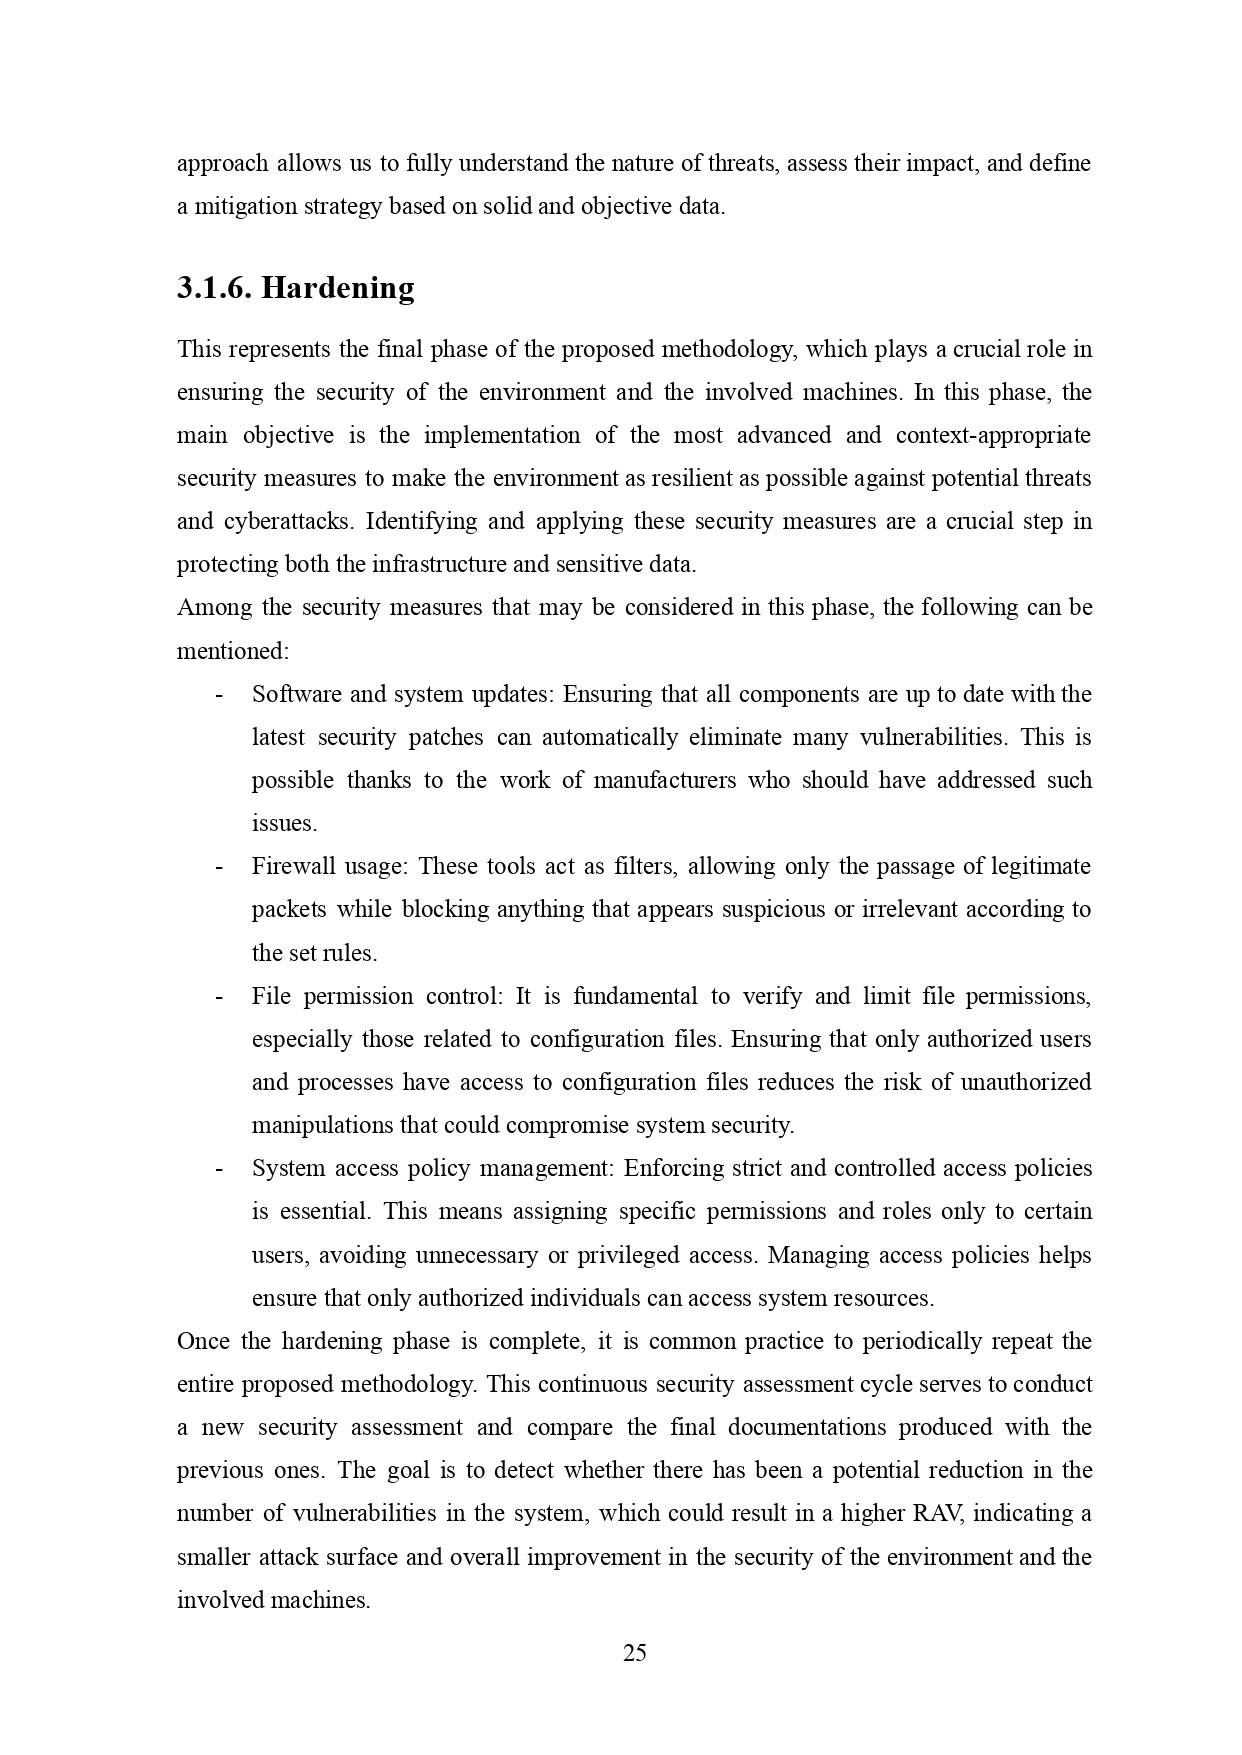 approach allows us to fully understand the nature of threats, assess their impact, and define
a mitigation strategy based on solid and objective data.
3.1.6. Hardening
This represents the final phase of the proposed methodology, which plays a crucial role in
ensuring the security of the environment and the involved machines. In this phase, the
main objective is the implementation of the most advanced and context-appropriate
security measures to make the environment as resilient as possible against potential threats
and cyberattacks. Identifying and applying these security measures are a crucial step in
protecting both the infrastructure and sensitive data.
Among the security measures that may be considered in this phase, the following can be
mentioned:
- Software and system updates: Ensuring that all components are up to date with the
latest security patches can automatically eliminate many vulnerabilities. This is
possible thanks to the work of manufacturers who should have addressed such
issues.
- Firewall usage: These tools act as filters, allowing only the passage of legitimate
packets while blocking anything that appears suspicious or irrelevant according to
the set rules.
- File permission control: It is fundamental to verify and limit file permissions,
especially those related to configuration files. Ensuring that only authorized users
and processes have access to configuration files reduces the risk of unauthorized
manipulations that could compromise system security.
- System access policy management: Enforcing strict and controlled access policies
is essential. This means assigning specific permissions and roles only to certain
users, avoiding unnecessary or privileged access. Managing access policies helps
ensure that only authorized individuals can access system resources.
Once the hardening phase is complete, it is common practice to periodically repeat the
entire proposed methodology. This continuous security assessment cycle serves to conduct
a new security assessment and compare the final documentations produced with the
previous ones. The goal is to detect whether there has been a potential reduction in the
number of vulnerabilities in the system, which could result in a higher RAV, indicating a
smaller attack surface and overall improvement in the security of the environment and the
involved machines.
25